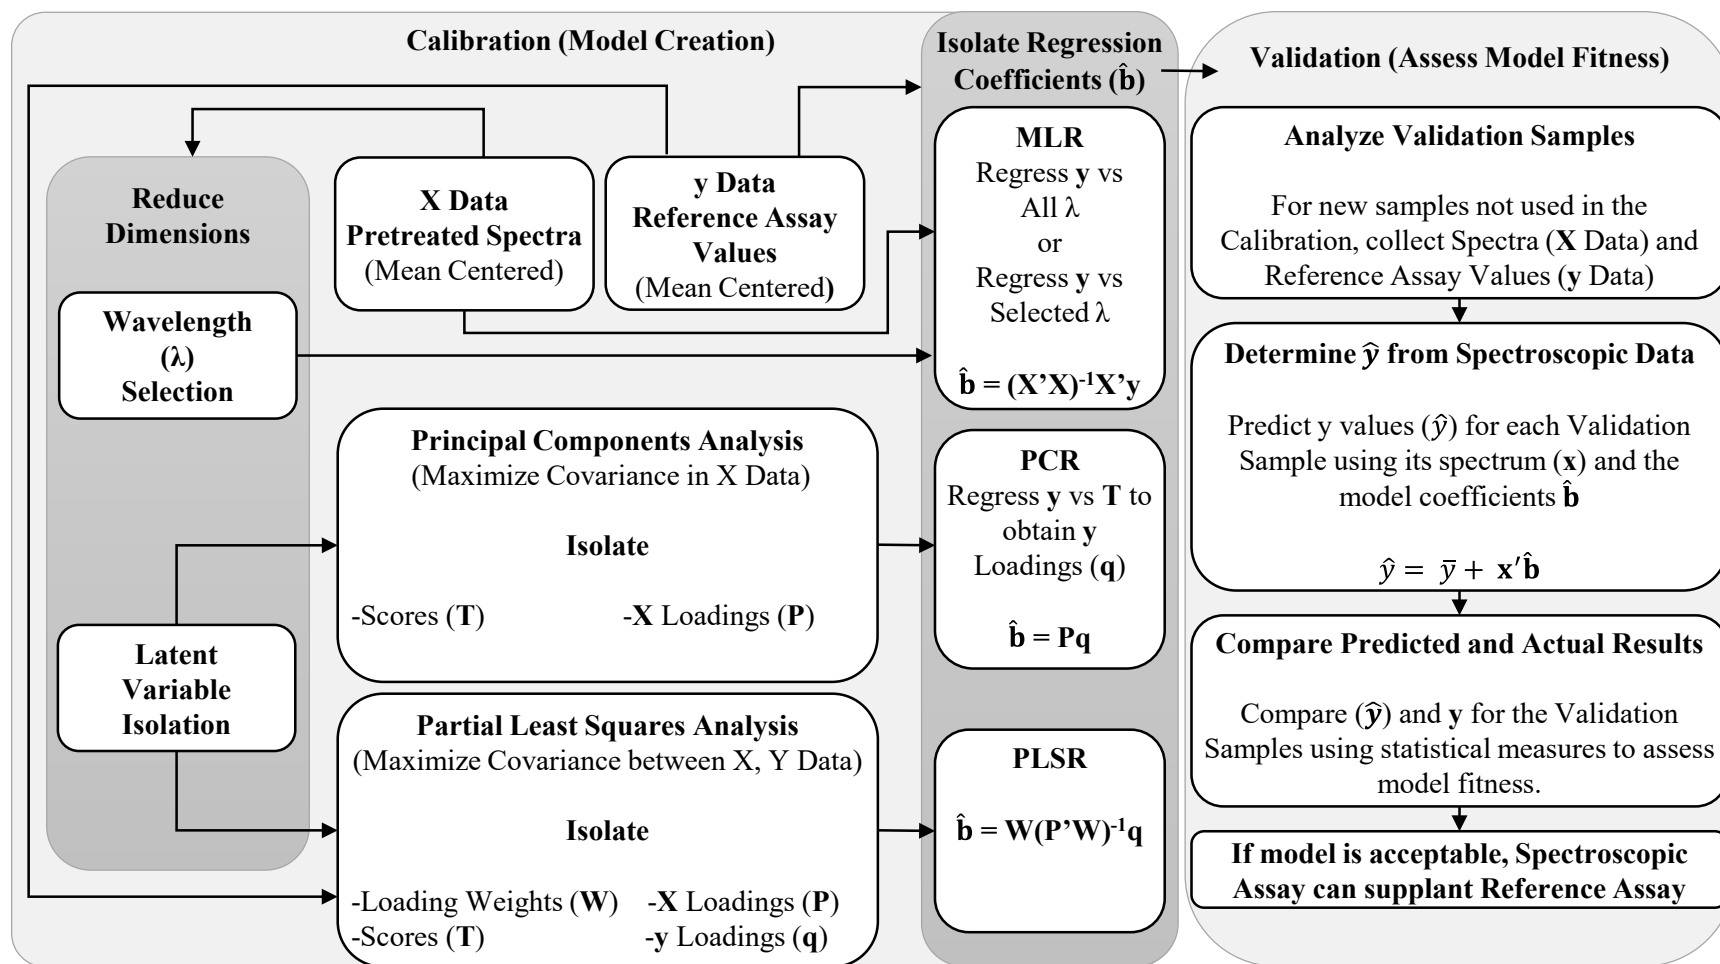 Calibration (Model Creation)
Reduce
Dimensions
X Data
Pretreated Spectra
(Mean Centered)
y Data
Reference Assay
Values
(Mean Centered)
Wavelength
(λ)
Selection
Latent
Variable
Isolation
Principal Components Analysis
(Maximize Covariance in X Data)
Isolate
-Scores (T) -X Loadings (P)
Partial Least Squares Analysis
(Maximize Covariance between X, Y Data)
Isolate
-Loading Weights (W) -X Loadings (P)
-Scores (T) -y Loadings (q)
Isolate Regression
Coefficients (b̂)
MLR
Regress y vs
All λ
or
Regress y vs
Selected λ
b̂ = (X’X)⁻¹X’y
PCR
Regress y vs T to
obtain y
Loadings (q)
b̂ = Pq
PLSR
b̂ = W(P’W)⁻¹q
Validation (Assess Model Fitness)
Analyze Validation Samples
For new samples not used in the
Calibration, collect Spectra (X Data) and
Reference Assay Values (y Data)
Determine ŷ from Spectroscopic Data
Predict y values (ŷ) for each Validation
Sample using its spectrum (x) and the
model coefficients b̂
ŷ = ȳ + x′b̂
Compare Predicted and Actual Results
Compare (ŷ) and y for the Validation
Samples using statistical measures to assess
model fitness.
If model is acceptable, Spectroscopic
Assay can supplant Reference Assay